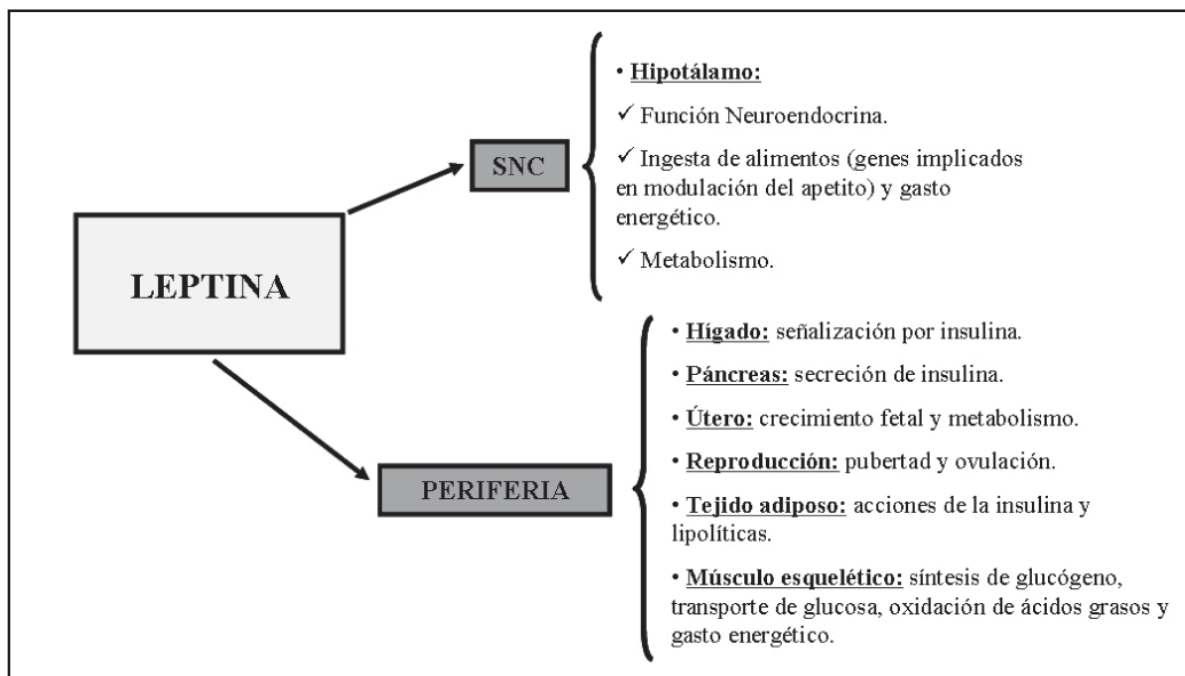 LEPTINA
SNC
• Hipotálamo:
✓ Función Neuroendocrina.
✓ Ingesta de alimentos (genes implicados
en modulación del apetito) y gasto
energético.
✓ Metabolismo.
PERIFERIA
• Hígado: señalización por insulina.
• Páncreas: secreción de insulina.
• Útero: crecimiento fetal y metabolismo.
• Reproducción: pubertad y ovulación.
• Tejido adiposo: acciones de la insulina y
lipolíticas.
• Músculo esquelético: síntesis de glucógeno,
transporte de glucosa, oxidación de ácidos grasos y
gasto energético.